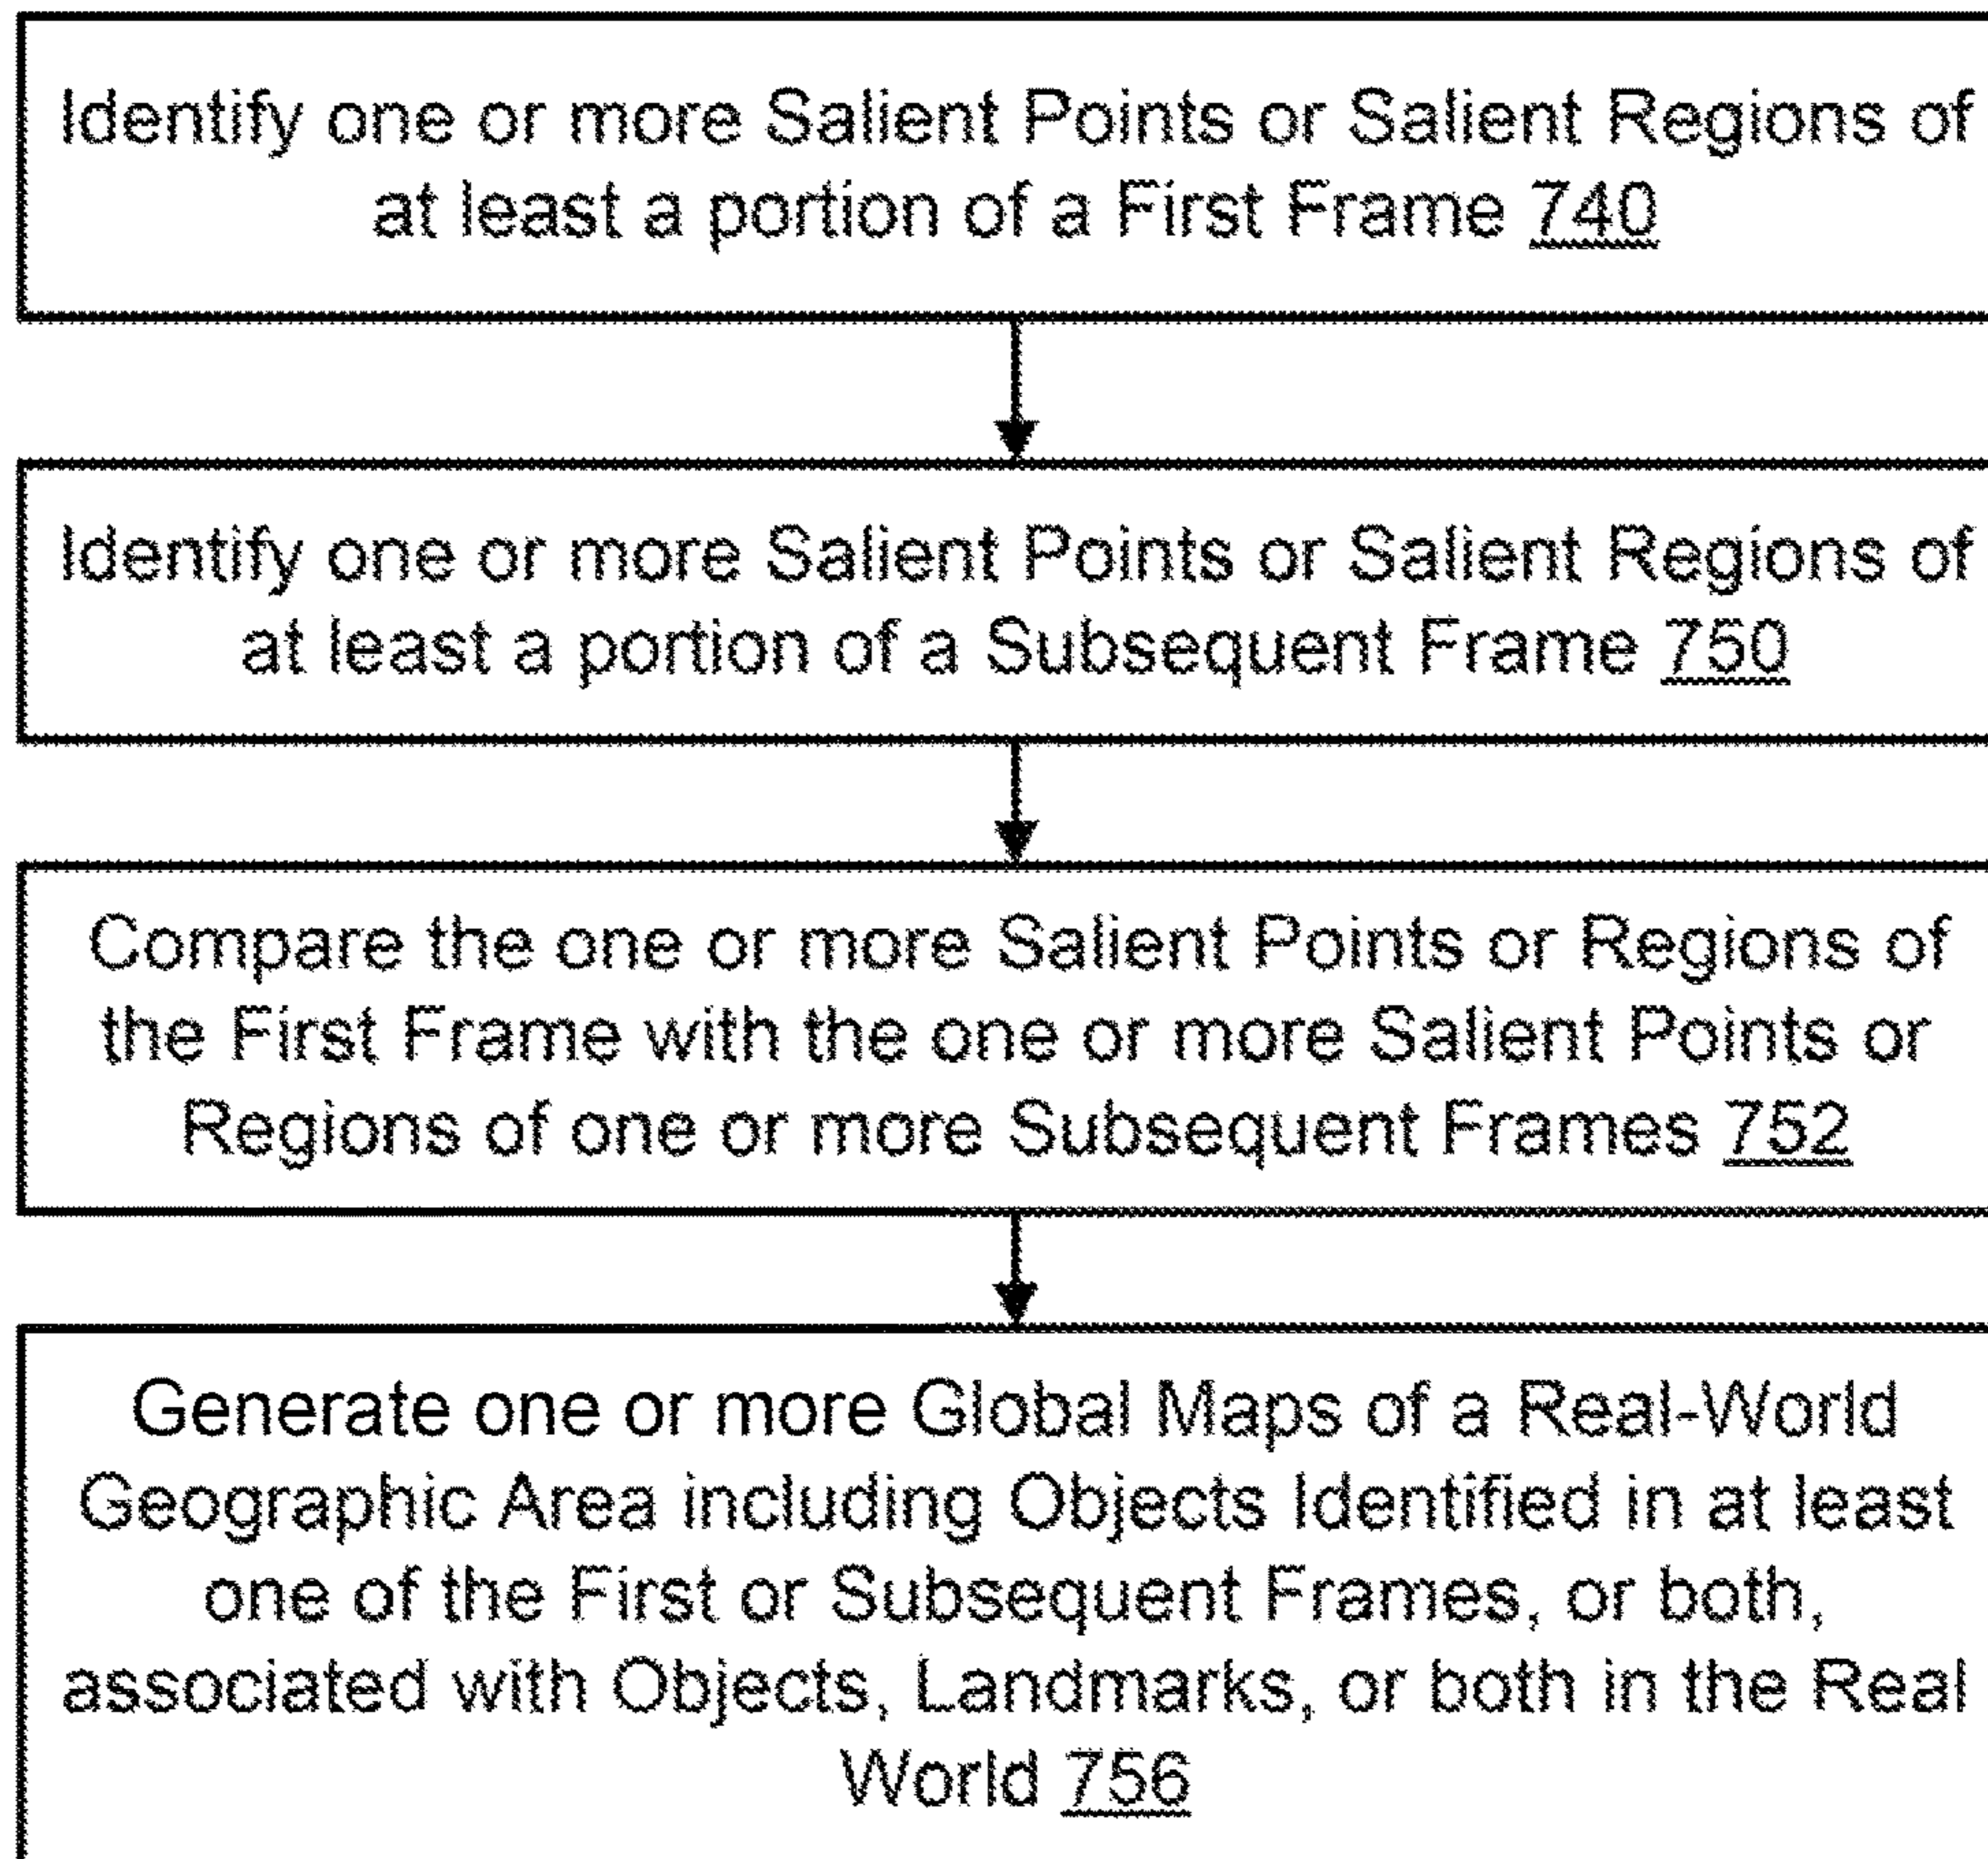 Identify one or more Salient Points or Salient Regions of
at least a portion of a First Frame 740
Identify one or more Salient Points or Salient Regions of
at least a portion of a Subsequent Frame 750
Compare the one or more Salient Points or Regions of
the First Frame with the one or more Salient Points or
Regions of one or more Subsequent Frames 752
Generate one or more Global Maps of a Real-World
Geographic Area including Objects Identified in at least
one of the First or Subsequent Frames, or both,
associated with Objects, Landmarks, or both in the Real
World 756